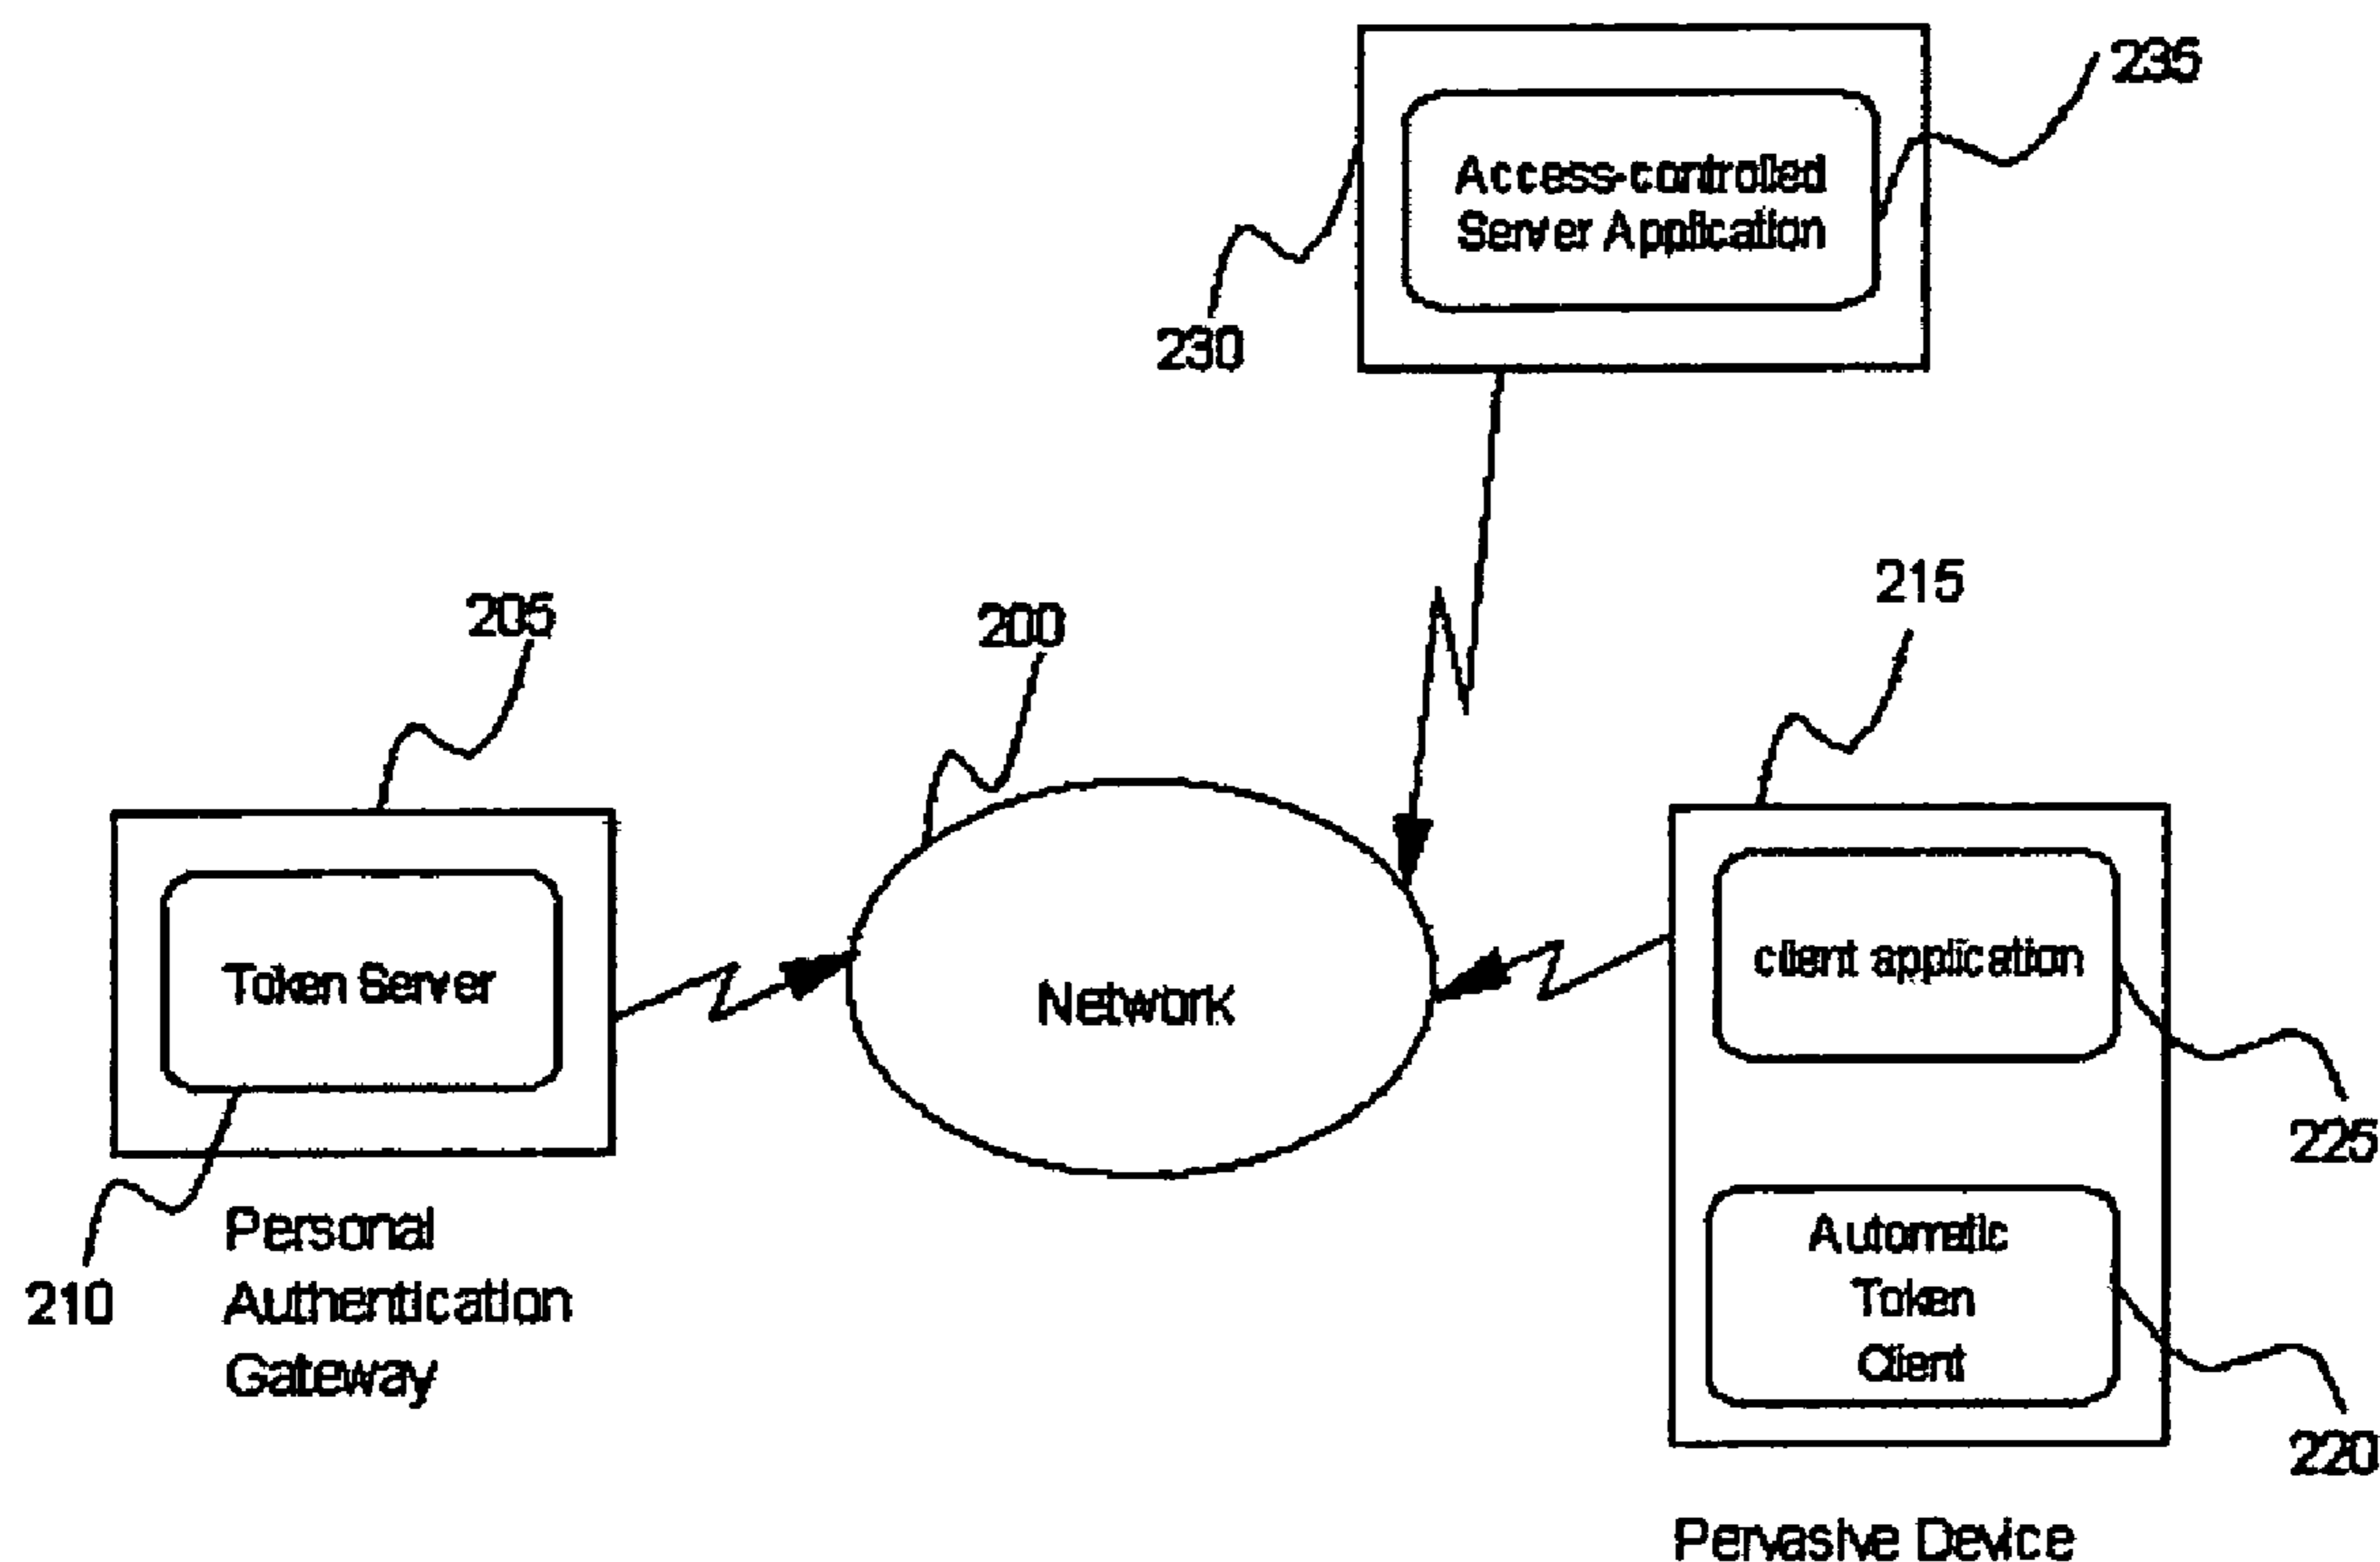 235
Access-controlled
Server Application
230
215
205
200
client application
Token Server
Network
225
Personal
Authentication
Gateway
210
Automatic
Token
Client
220
Pervasive Device